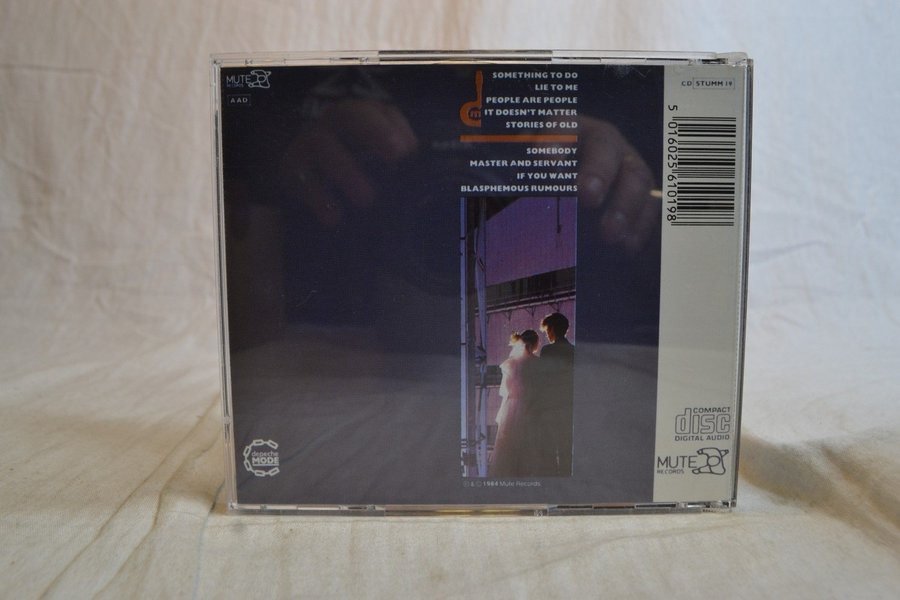 MUTE
RECORDS
AAD
SOMETHING TO DO
LIE TO ME
PEOPLE ARE PEOPLE
IT DOESN'T MATTER
STORIES OF OLD
SOMEBODY
MASTER AND SERVANT
IF YOU WANT
BLASPHEMOUS RUMOURS
CD STUMM 19
5 016025 610198
depeche
MODE
℗ & © 1984 Mute Records
COMPACT
disc
DIGITAL AUDIO
MUTE
RECORDS